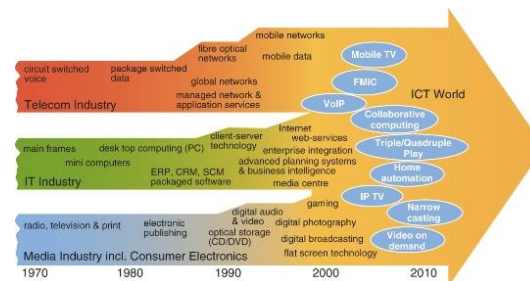 mobile networks
fibre optical
networks
mobile data
Mobile TV
circuit switched
voice
package switched
data
global networks
FMIC
ICT World
managed network &
application services
Telecom Industry
VoIP
Collaborative
computing
Internet
client-server
technology
web-services
main frames
desk top computing (PC)
enterprise integration
Triple/Quadruple
Play
mini computers
advanced planning systems
& business intelligence
ERP, CRM, SCM
packaged software
Home
automation
IT Industry
media centre
IP TV
gaming
Narrow
casting
digital audio
& video
radio, television & print
electronic
publishing
digital photography
optical storage
(CD/DVD)
digital broadcasting
Video on
demand
flat screen technology
Media Industry incl. Consumer Electronics
1970 1980 1990 2000 2010